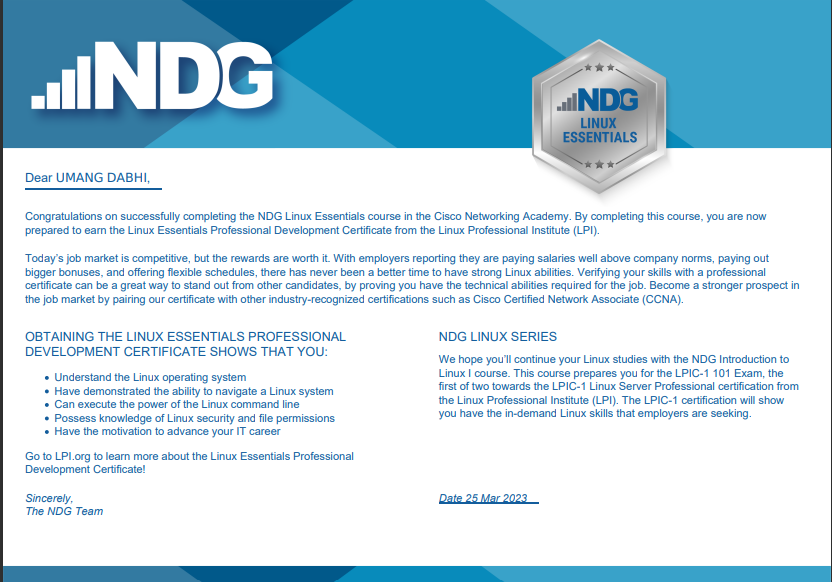 NDG
NDG
LINUX
ESSENTIALS
Dear UMANG DABHI,
Congratulations on successfully completing the NDG Linux Essentials course in the Cisco Networking Academy. By completing this course, you are now
prepared to earn the Linux Essentials Professional Development Certificate from the Linux Professional Institute (LPI).
Today's job market is competitive, but the rewards are worth it. With employers reporting they are paying salaries well above company norms, paying out
bigger bonuses, and offering flexible schedules, there has never been a better time to have strong Linux abilities. Verifying your skills with a professional
certificate can be a great way to stand out from other candidates, by proving you have the technical abilities required for the job. Become a stronger prospect in
the job market by pairing our certificate with other industry-recognized certifications such as Cisco Certified Network Associate (CCNA).
OBTAINING THE LINUX ESSENTIALS PROFESSIONAL
DEVELOPMENT CERTIFICATE SHOWS THAT YOU:
• Understand the Linux operating system
• Have demonstrated the ability to navigate a Linux system
• Can execute the power of the Linux command line
• Possess knowledge of Linux security and file permissions
• Have the motivation to advance your IT career
Go to LPI.org to learn more about the Linux Essentials Professional
Development Certificate!
Sincerely,
The NDG Team
NDG LINUX SERIES
We hope you'll continue your Linux studies with the NDG Introduction to
Linux I course. This course prepares you for the LPIC-1 101 Exam, the
first of two towards the LPIC-1 Linux Server Professional certification from
the Linux Professional Institute (LPI). The LPIC-1 certification will show
you have the in-demand Linux skills that employers are seeking.
Date 25 Mar 2023